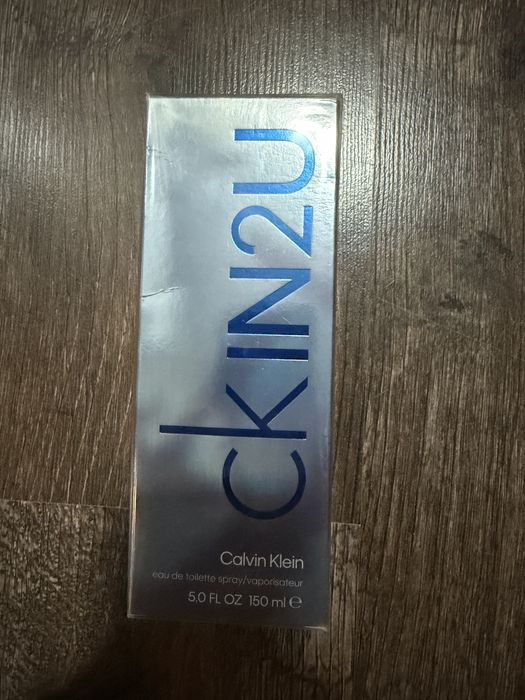 CKIN2U
Calvin Klein
eau de toilette spray/vaporisateur
5.0 FL OZ 150 ml ℮